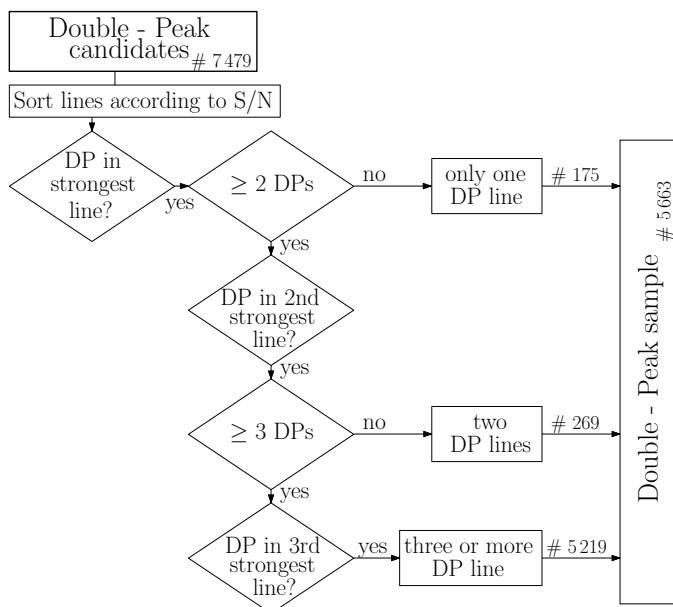 Double - Peak
candidates
# 7 479
Sort lines according to S/N
DP in
strongest
line?
yes
≥ 2 DPs
no
only one
DP line
# 175
yes
DP in 2nd
strongest
line?
yes
≥ 3 DPs
no
two
DP lines
# 269
yes
DP in 3rd
strongest
line?
yes
three or more
DP line
# 5 219
Double - Peak sample
# 5 663